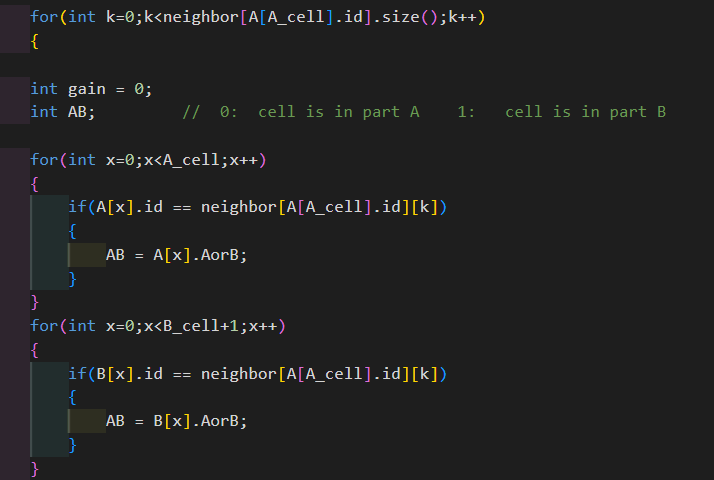 for(int k=0;k<neighbor[A[A_cell].id].size();k++)
{
int gain = 0;
int AB;         //  0:  cell is in part A    1:   cell is in part B
for(int x=0;x<A_cell;x++)
{
    if(A[x].id == neighbor[A[A_cell].id][k])
    {
        AB = A[x].AorB;
    }
}
for(int x=0;x<B_cell+1;x++)
{
    if(B[x].id == neighbor[A[A_cell].id][k])
    {
        AB = B[x].AorB;
    }
}